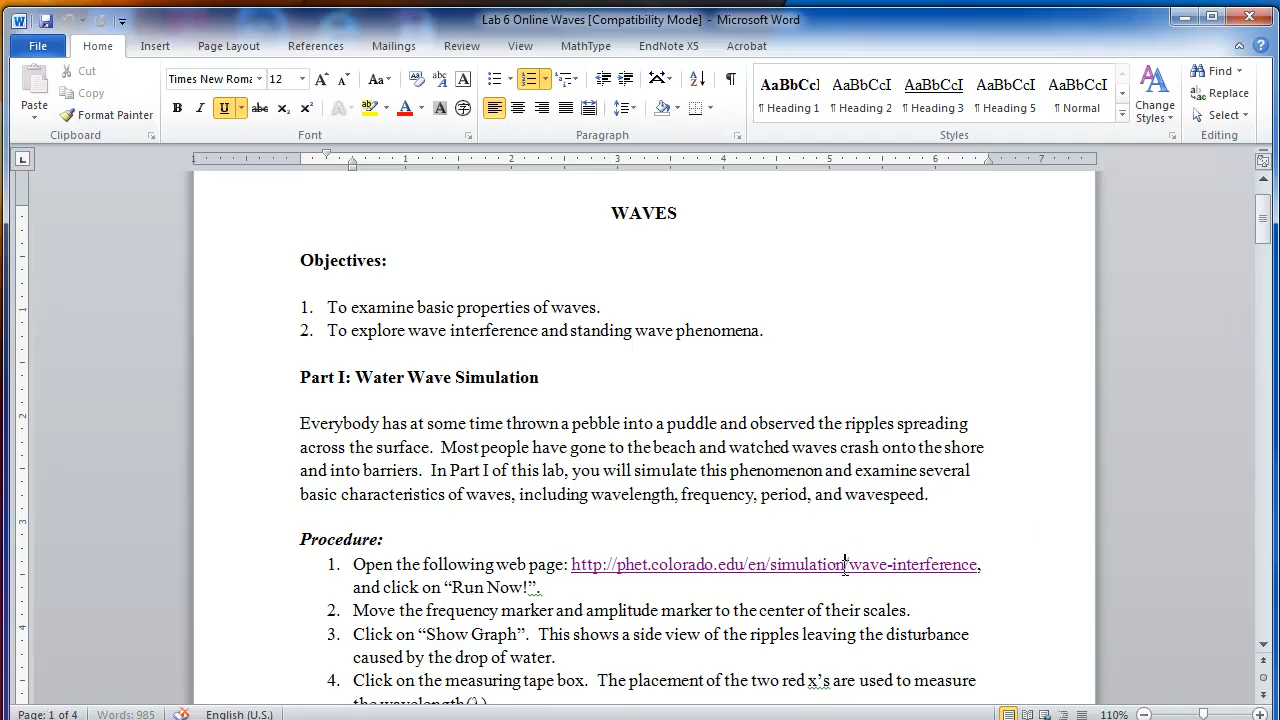 Lab 6 Online Waves [Compatibility Mode] - Microsoft Word
File Home Insert Page Layout References Mailings Review View MathType EndNote X5 Acrobat
Paste
Cut
Copy
Format Painter
Clipboard
Times New Roma 12
Font
Paragraph
AaBbCcI AaBbCcI AaBbCcI AaBbCcI AaBbCcI
¶ Heading 1 ¶ Heading 2 ¶ Heading 3 ¶ Heading 5 ¶ Normal
Change Styles
Styles
Find
Replace
Select
Editing
1 1 2 3 4 5 6 7
WAVES
Objectives:
1. To examine basic properties of waves.
2. To explore wave interference and standing wave phenomena.
Part I: Water Wave Simulation
Everybody has at some time thrown a pebble into a puddle and observed the ripples spreading
across the surface. Most people have gone to the beach and watched waves crash onto the shore
and into barriers. In Part I of this lab, you will simulate this phenomenon and examine several
basic characteristics of waves, including wavelength, frequency, period, and wavespeed.
Procedure:
1. Open the following web page: http://phet.colorado.edu/en/simulation/wave-interference,
and click on “Run Now!”.
2. Move the frequency marker and amplitude marker to the center of their scales.
3. Click on “Show Graph”. This shows a side view of the ripples leaving the disturbance
caused by the drop of water.
4. Click on the measuring tape box. The placement of the two red x’s are used to measure
the wavelength(λ)
Page: 1 of 4 Words: 985 English (U.S.) 110%